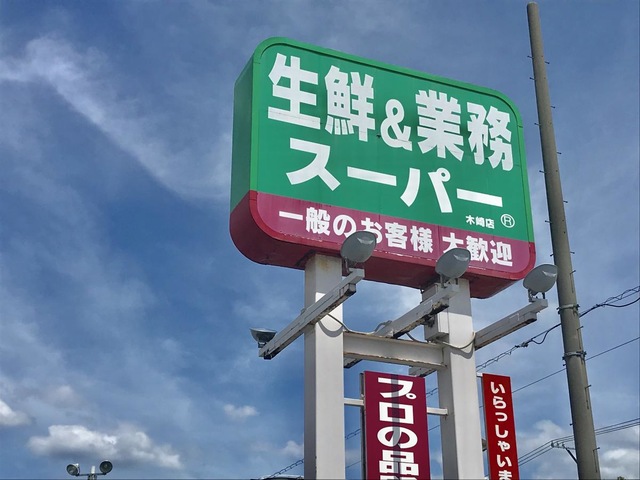 生鮮&業務
スーパー
木崎店 ®
一般のお客様 大歓迎
プロの品
いらっしゃいま